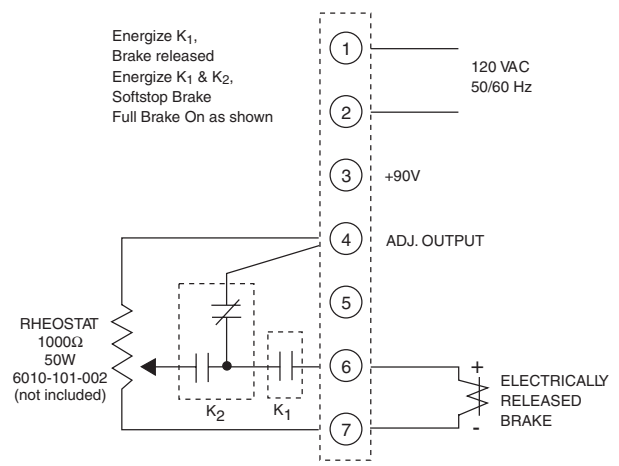 Energize K1,
Brake released
Energize K1 & K2,
Softstop Brake
Full Brake On as shown
1
120 VAC
50/60 Hz
2
3
+90V
4
ADJ. OUTPUT
5
RHEOSTAT
1000Ω
50W
6010-101-002
(not included)
K2
K1
6
+
ELECTRICALLY
RELEASED
BRAKE
-
7